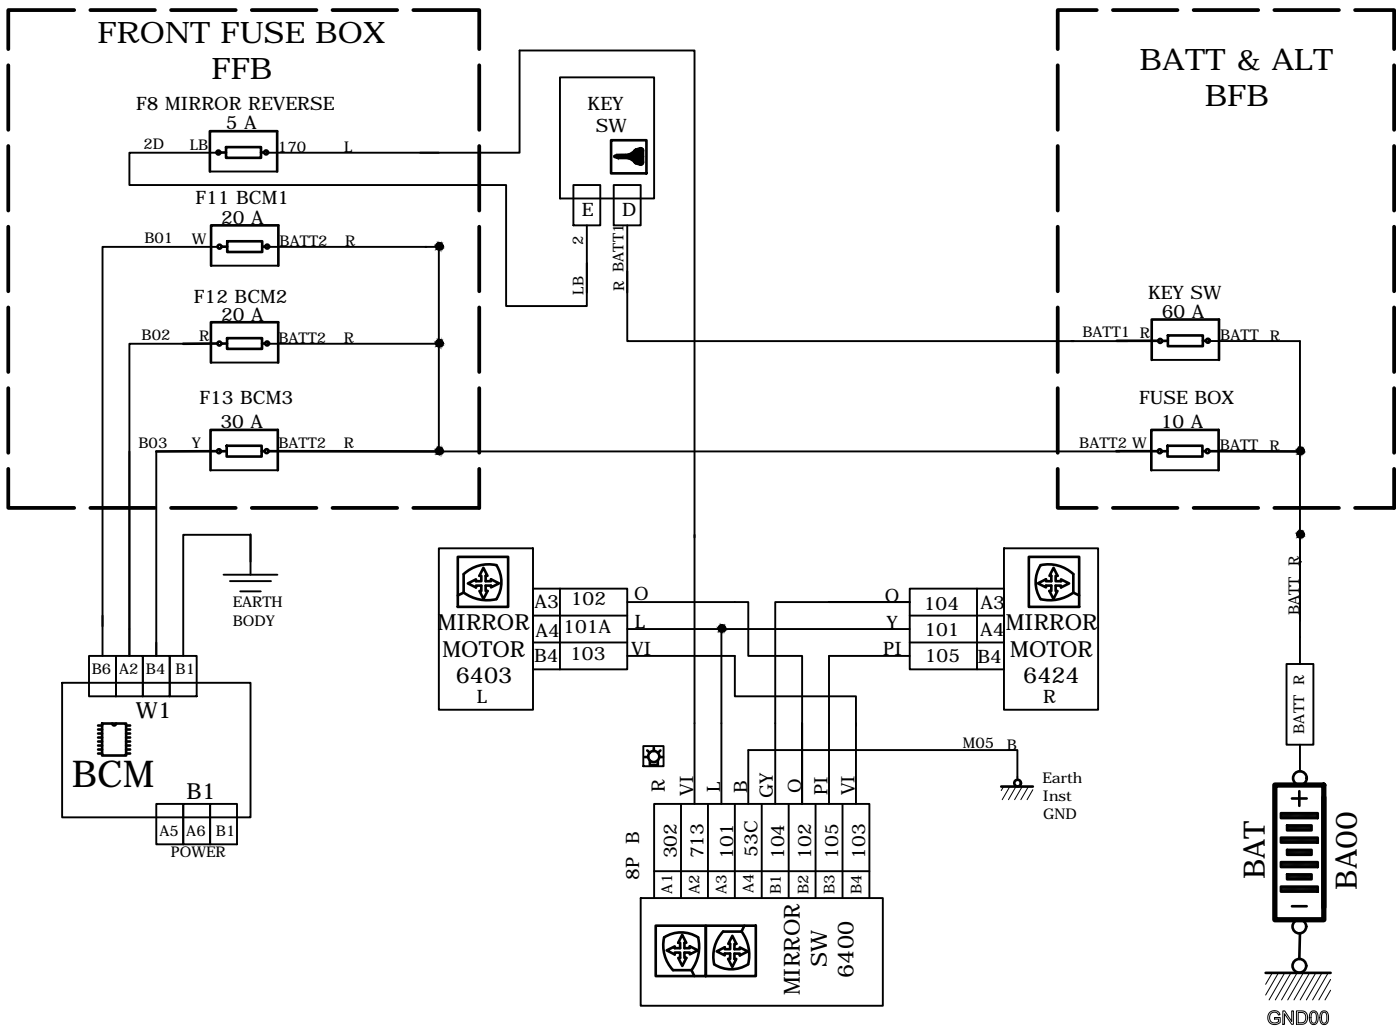 FRONT FUSE BOX
FFB
F8 MIRROR REVERSE
5 A
2D LB 170 L
F11 BCM1
20 A
B01 W BATT2 R
F12 BCM2
20 A
B02 R BATT2 R
F13 BCM3
30 A
B03 Y BATT2 R
KEY
SW
E D
2
LB
R BATT1
BATT & ALT
BFB
KEY SW
60 A
BATT1 R BATT R
FUSE BOX
10 A
BATT2 W BATT R
BATT R
BATT R
EARTH
BODY
B6 A2 B4 B1
W1
BCM
B1
A5 A6 B1
POWER
MIRROR
MOTOR
6403
L
A3 102 O
A4 101A L
B4 103 VI
O 104 A3
Y 101 A4
PI 105 B4
MIRROR
MOTOR
6424
R
M05 B
Earth
Inst
GND
R VI L B GY O PI VI
8P B
302 713 101 53C 104 102 105 103
A1 A2 A3 A4 B1 B2 B3 B4
MIRROR
SW
6400
BAT
+
−
BA00
GND00